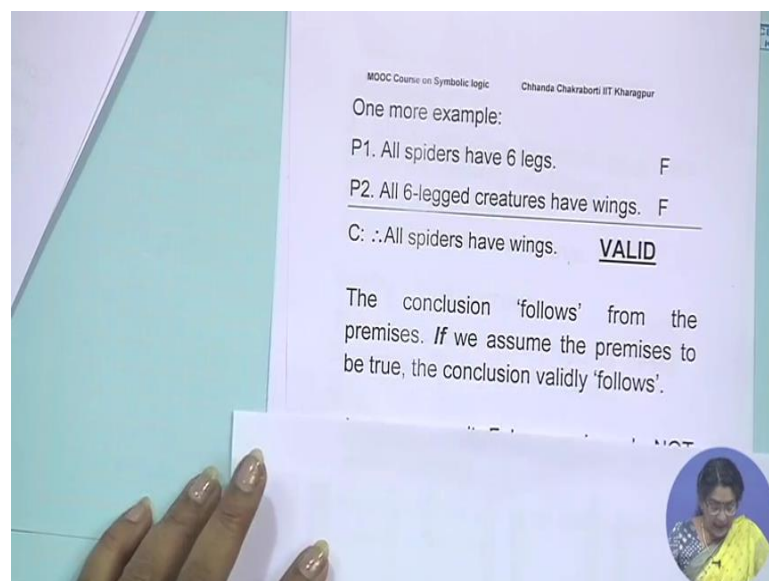 MOOC Course on Symbolic logic Chhanda Chakraborti IIT Kharagpur
One more example:
P1. All spiders have 6 legs. F
P2. All 6-legged creatures have wings. F
C: ∴All spiders have wings. VALID
The conclusion 'follows' from the
premises. If we assume the premises to
be true, the conclusion validly 'follows'.